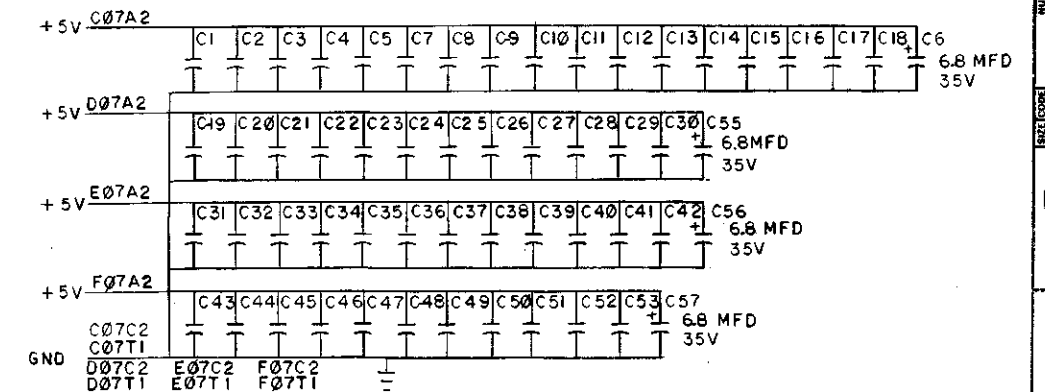 +5V CØ7A2
C1 C2 C3 C4 C5 C7 C8 C9 C10 C11 C12 C13 C14 C15 C16 C17 C18 + C6
6.8 MFD
35V
+5V DØ7A2
C19 C20 C21 C22 C23 C24 C25 C26 C27 C28 C29 C3Ø + C55
6.8MFD
35V
+5V EØ7A2
C31 C32 C33 C34 C35 C36 C37 C38 C39 C40 C41 C42 + C56
6.8 MFD
35V
+5V FØ7A2
C43 C44 C45 C46 C47 C48 C49 C5Ø C51 C52 C53 + C57
6.8 MFD
35V
CØ7C2
CØ7T1
GND
DØ7C2 EØ7C2 FØ7C2
DØ7T1 EØ7T1 FØ7T1
SIZE CODE